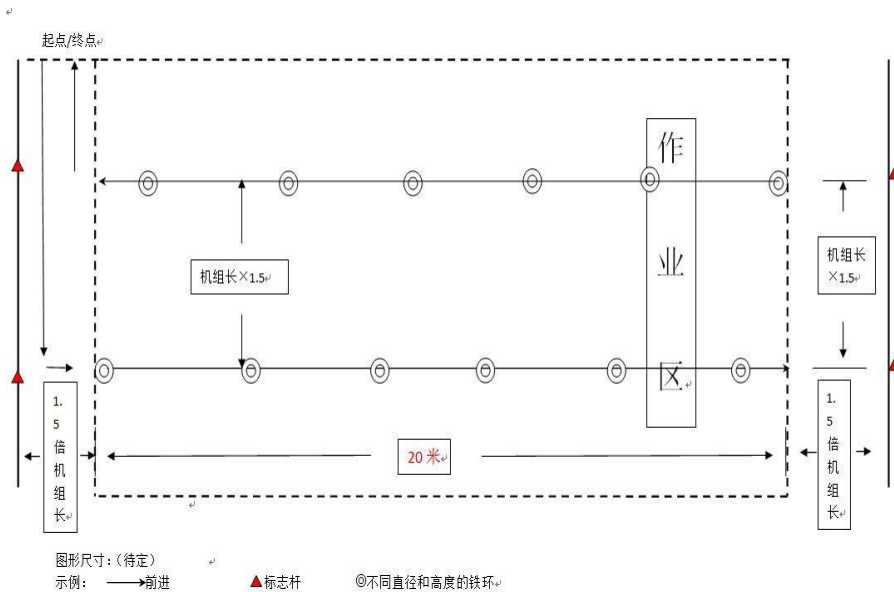 起点/终点
作
业
区
机组长×1.5
机组长
×1.5
1.
5
倍
机
组
长
20 米
1.
5
倍
机
组
长
图形尺寸：（待定）
示例： 前进 标志杆 不同直径和高度的铁环